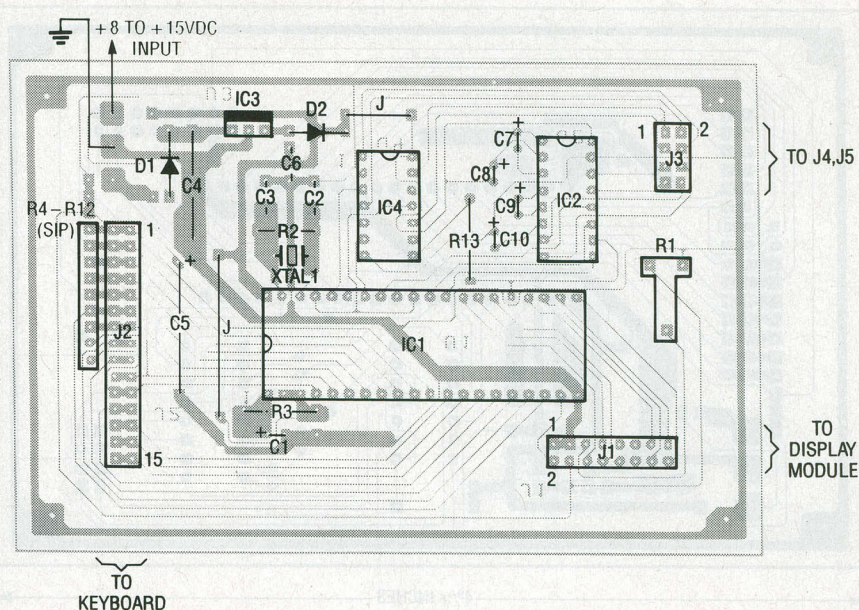 +8 TO +15VDC
INPUT
IC3
D2
J
1
2
J3
TO J4,J5
D1
C4
C6
C3
C2
IC4
C7
C8
C9
C10
IC2
R4-R12
(SIP)
1
R2
XTAL1
R13
R1
+
J2
C5
J
IC1
R3
+
C1
1
J1
2
TO
DISPLAY
MODULE
15
TO
KEYBOARD